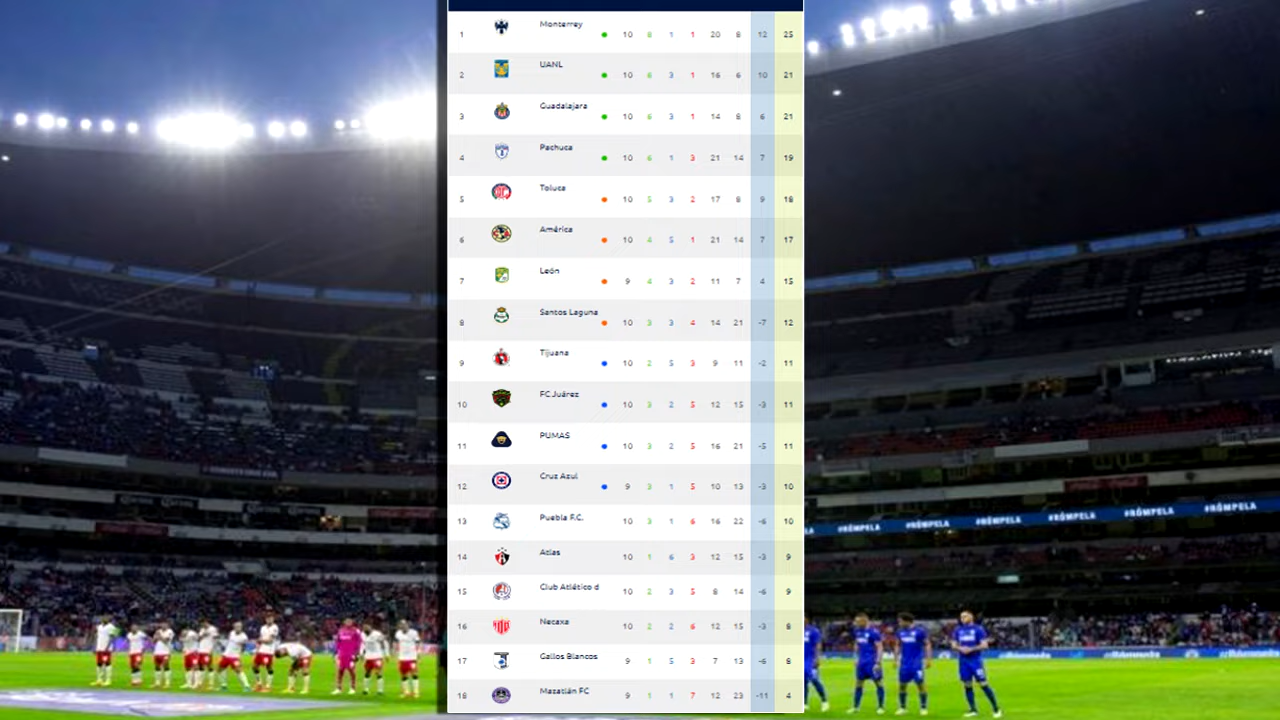 1 Monterrey 10 8 1 1 20 8 12 25
2 UANL 10 6 3 1 16 6 10 21
3 Guadalajara 10 6 3 1 14 8 6 21
4 Pachuca 10 6 1 3 21 14 7 19
5 Toluca 10 5 3 2 17 8 9 18
6 América 10 4 5 1 21 14 7 17
7 León 9 4 3 2 11 7 4 15
8 Santos Laguna 10 3 3 4 14 21 -7 12
9 Tijuana 10 2 5 3 9 11 -2 11
10 FC Juárez 10 3 2 5 12 15 -3 11
11 PUMAS 10 3 2 5 16 21 -5 11
12 Cruz Azul 9 3 1 5 10 13 -3 10
13 Puebla F.C. 10 3 1 6 16 22 -6 10
14 Atlas 10 1 6 3 12 15 -3 9
15 Club Atlético d 10 2 3 5 8 14 -6 9
16 Necaxa 10 2 2 6 12 15 -3 8
17 Gallos Blancos 9 1 5 3 7 13 -6 8
18 Mazatlán FC 9 1 1 7 12 23 -11 4
#RÓMPELA #RÓMPELA #RÓMPELA #RÓMPELA #RÓMPELA